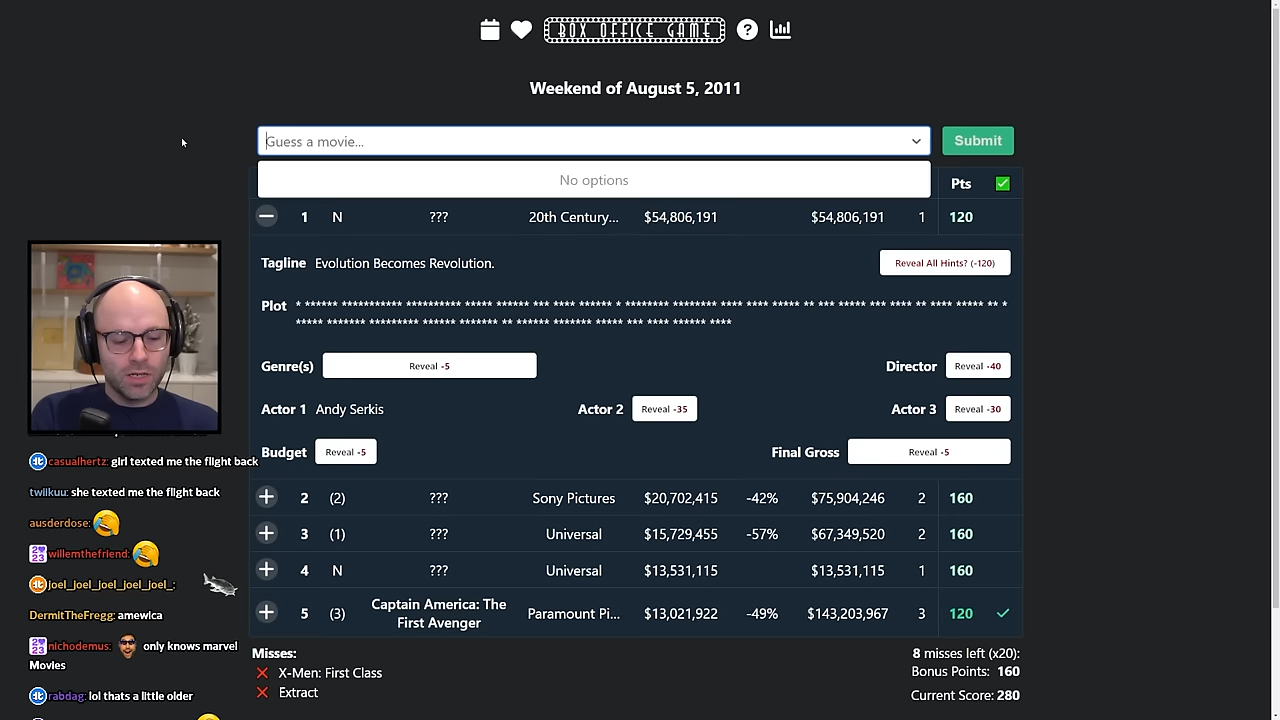 BOX OFFICE GAME
?
Weekend of August 5, 2011
Guess a movie...
Submit
No options
Pts
1 N ??? 20th Century... $54,806,191 $54,806,191 1 120
Tagline Evolution Becomes Revolution.
Reveal All Hints? (-120)
Plot * ****** *********** ********** ***** ****** *** **** ****** * ******** ******** **** **** ***** ** *** ***** *** **** ** **** ***** ** *
***** ******* ********* ****** ******* ** ****** ******* ***** *** **** ****** ****
Genre(s) Reveal -5 Director Reveal -40
Actor 1 Andy Serkis Actor 2 Reveal -35 Actor 3 Reveal -30
Budget Reveal -5 Final Gross Reveal -5
2 (2) ??? Sony Pictures $20,702,415 -42% $75,904,246 2 160
3 (1) ??? Universal $15,729,455 -57% $67,349,520 2 160
4 N ??? Universal $13,531,115 $13,531,115 1 160
5 (3) Captain America: The First Avenger Paramount Pi... $13,021,922 -49% $143,203,967 3 120
Misses:
X-Men: First Class
Extract
8 misses left (x20):
Bonus Points: 160
Current Score: 280
casualhertz: girl texted me the flight back
twiikuu: she texted me the flight back
ausderdose:
willemthefriend:
joel_joel_joel_joel_joel_:
DermitTheFregg: amewica
nichodemus: only knows marvel
Movies
rabdag: lol thats a little older